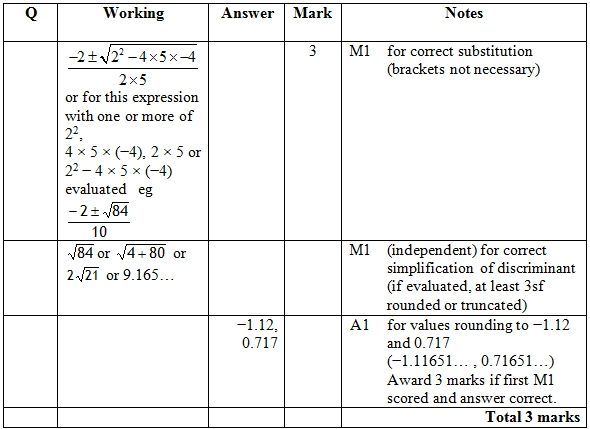 Q Working Answer Mark Notes
−2 ± √(2² − 4 × 5 × −4) / 2 × 5
or for this expression
with one or more of
2²,
4 × 5 × (−4), 2 × 5 or
2² – 4 × 5 × (−4)
evaluated eg
−2 ± √84 / 10
3
M1 for correct substitution
(brackets not necessary)
√84 or √4 + 80 or
2√21 or 9.165…
M1 (independent) for correct
simplification of discriminant
(if evaluated, at least 3sf
rounded or truncated)
−1.12,
0.717
A1 for values rounding to −1.12
and 0.717
(−1.11651… , 0.71651…)
Award 3 marks if first M1
scored and answer correct.
Total 3 marks